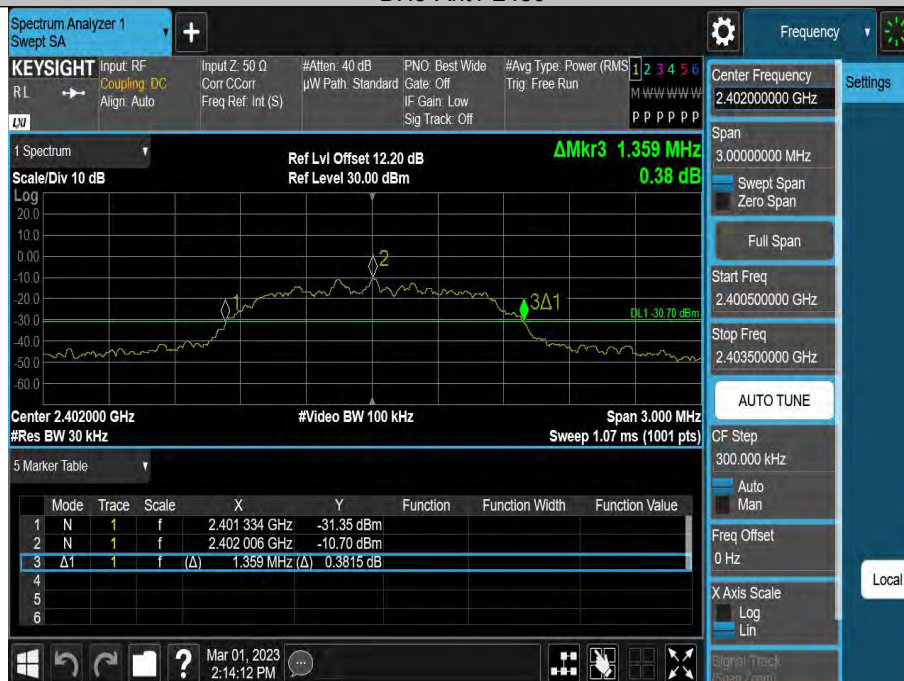 Spectrum Analyzer 1
Swept SA
+
Frequency
KEYSIGHT
RL
LXI
Input: RF
Coupling: DC
Align: Auto
Input Z: 50 Ω
Corr CCorr
Freq Ref: Int (S)
#Atten: 40 dB
µW Path: Standard
PNO: Best Wide
Gate: Off
IF Gain: Low
Sig Track: Off
#Avg Type: Power (RMS
Trig: Free Run
1 2 3 4 5 6
M W W W W W
P P P P P P
1 Spectrum
Scale/Div 10 dB
Ref Lvl Offset 12.20 dB
Ref Level 30.00 dBm
ΔMkr3 1.359 MHz
0.38 dB
Log
20.0
10.0
0.00
-10.0
-20.0
-30.0
-40.0
-50.0
-60.0
1
2
3Δ1
DL1 -30.70 dBm
Center 2.402000 GHz
#Res BW 30 kHz
#Video BW 100 kHz
Span 3.000 MHz
Sweep 1.07 ms (1001 pts)
5 Marker Table
Mode Trace Scale X Y Function Function Width Function Value
1 N 1 f 2.401 334 GHz -31.35 dBm
2 N 1 f 2.402 006 GHz -10.70 dBm
3 Δ1 1 f (Δ) 1.359 MHz (Δ) 0.3815 dB
4
5
6
Mar 01, 2023
2:14:12 PM
?
Center Frequency
2.402000000 GHz
Settings
Span
3.00000000 MHz
Swept Span
Zero Span
Full Span
Start Freq
2.400500000 GHz
Stop Freq
2.403500000 GHz
AUTO TUNE
CF Step
300.000 kHz
Auto
Man
Freq Offset
0 Hz
X Axis Scale
Log
Lin
Local
Signal Track
(Span Zoom)